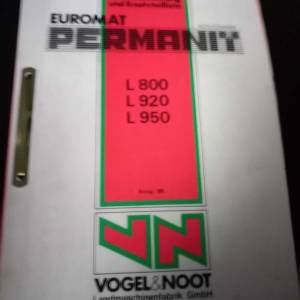 und Ersatzteilliste
EUROMAT
PERMANIT
L 800
L 920
L 950
VOGEL&NOOT
Landmaschinenfabrik GmbH